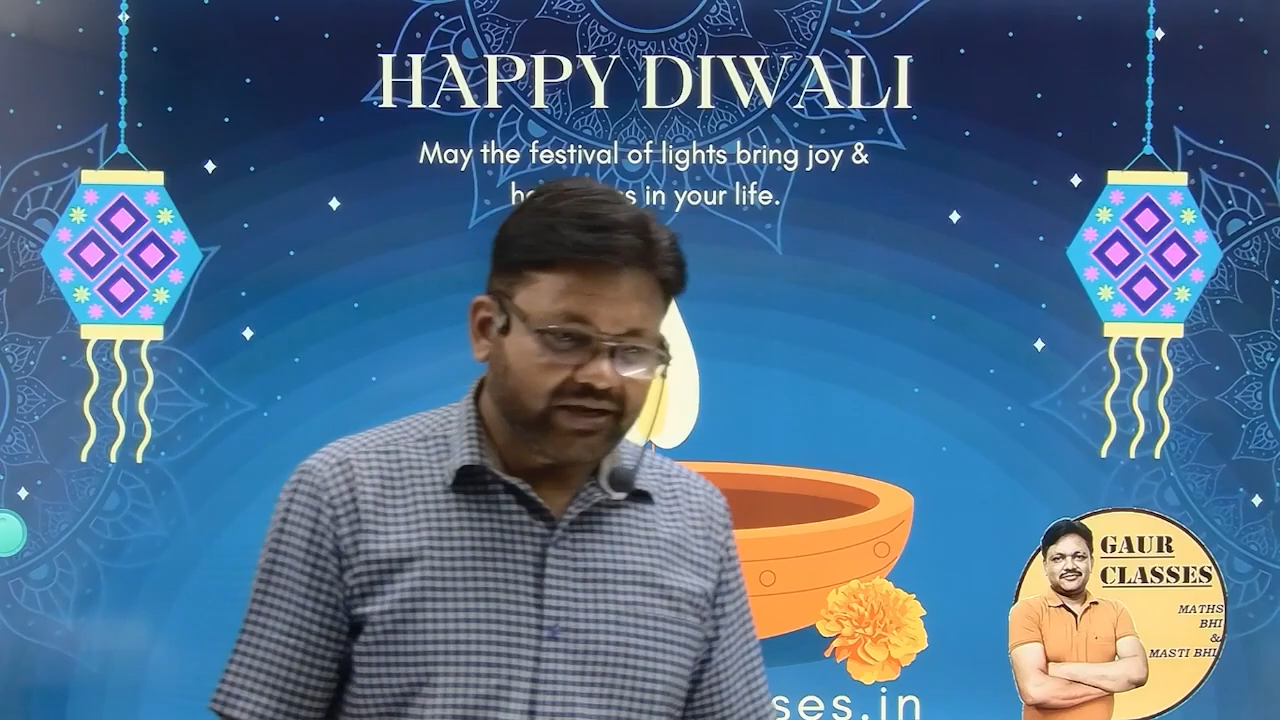 HAPPY DIWALI
May the festival of lights bring joy &
in your life.
GAUR
CLASSES
MATHS
BHI
&
MASTI BHI
ses.in